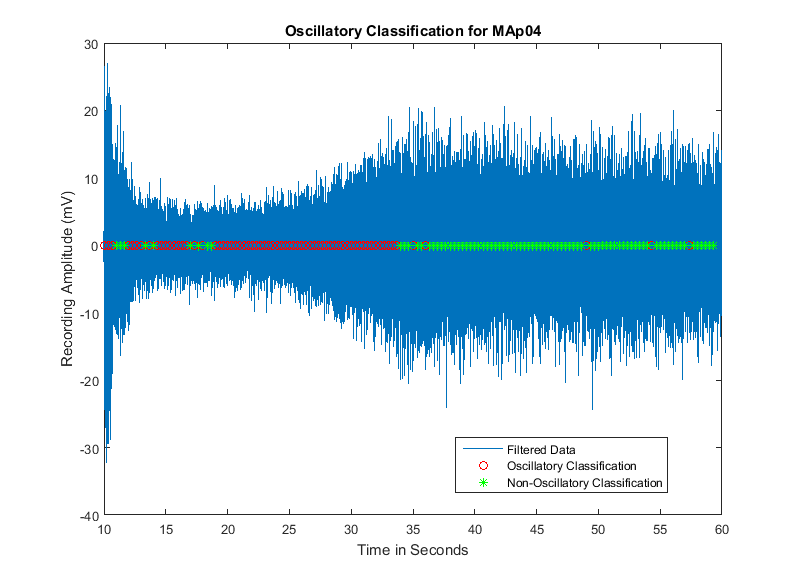 Oscillatory Classification for MAp04
30
20
10
0
-10
-20
-30
-40
Recording Amplitude (mV)
Filtered Data
Oscillatory Classification
Non-Oscillatory Classification
10 15 20 25 30 35 40 45 50 55 60
Time in Seconds